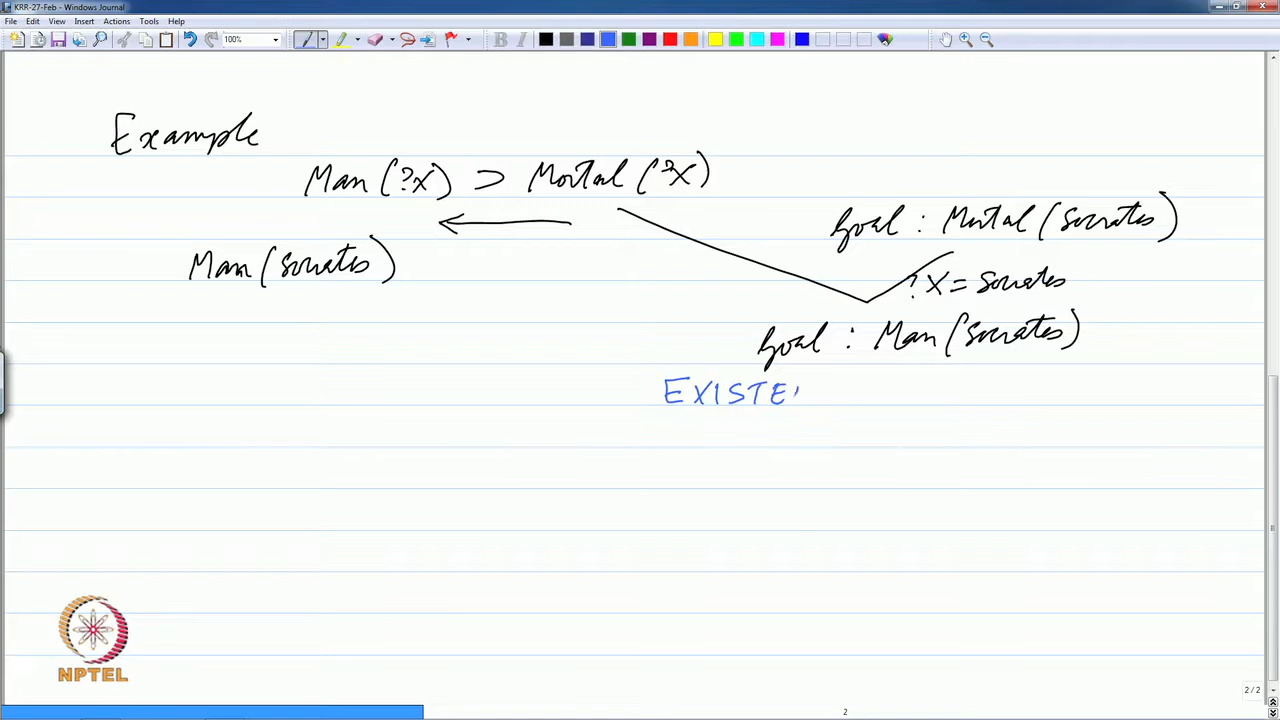 KRR-27-Feb - Windows Journal
File Edit View Insert Actions Tools Help
100%
B I
Example
Man (?x) ⊃ Mortal (?x)
Goal : Mortal (Socrates)
Man (Socrates)
?x = Socrates
Goal : Man (Socrates)
EXISTE
NPTEL
2 / 2
2